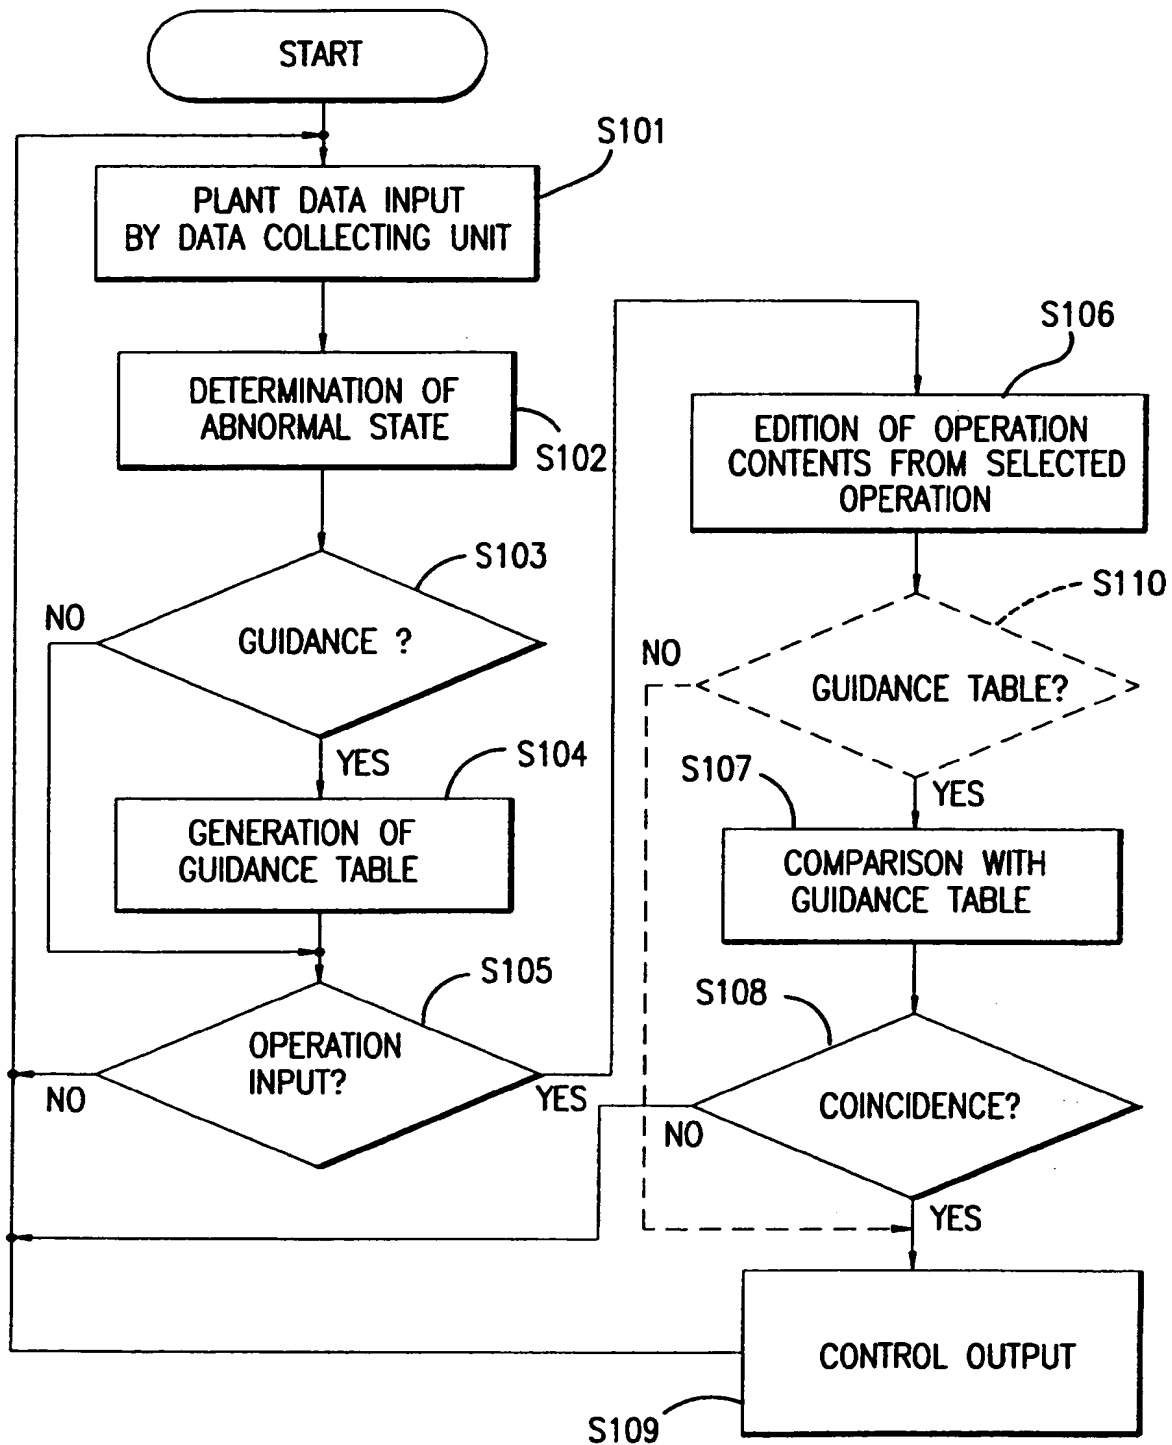 START
S101
PLANT DATA INPUT
BY DATA COLLECTING UNIT
DETERMINATION OF
ABNORMAL STATE
S102
S103
NO
GUIDANCE ?
YES
S104
GENERATION OF
GUIDANCE TABLE
S105
OPERATION
INPUT?
NO
YES
S106
EDITION OF OPERATION
CONTENTS FROM SELECTED
OPERATION
S110
NO
GUIDANCE TABLE?
YES
S107
COMPARISON WITH
GUIDANCE TABLE
S108
COINCIDENCE?
NO
YES
CONTROL OUTPUT
S109